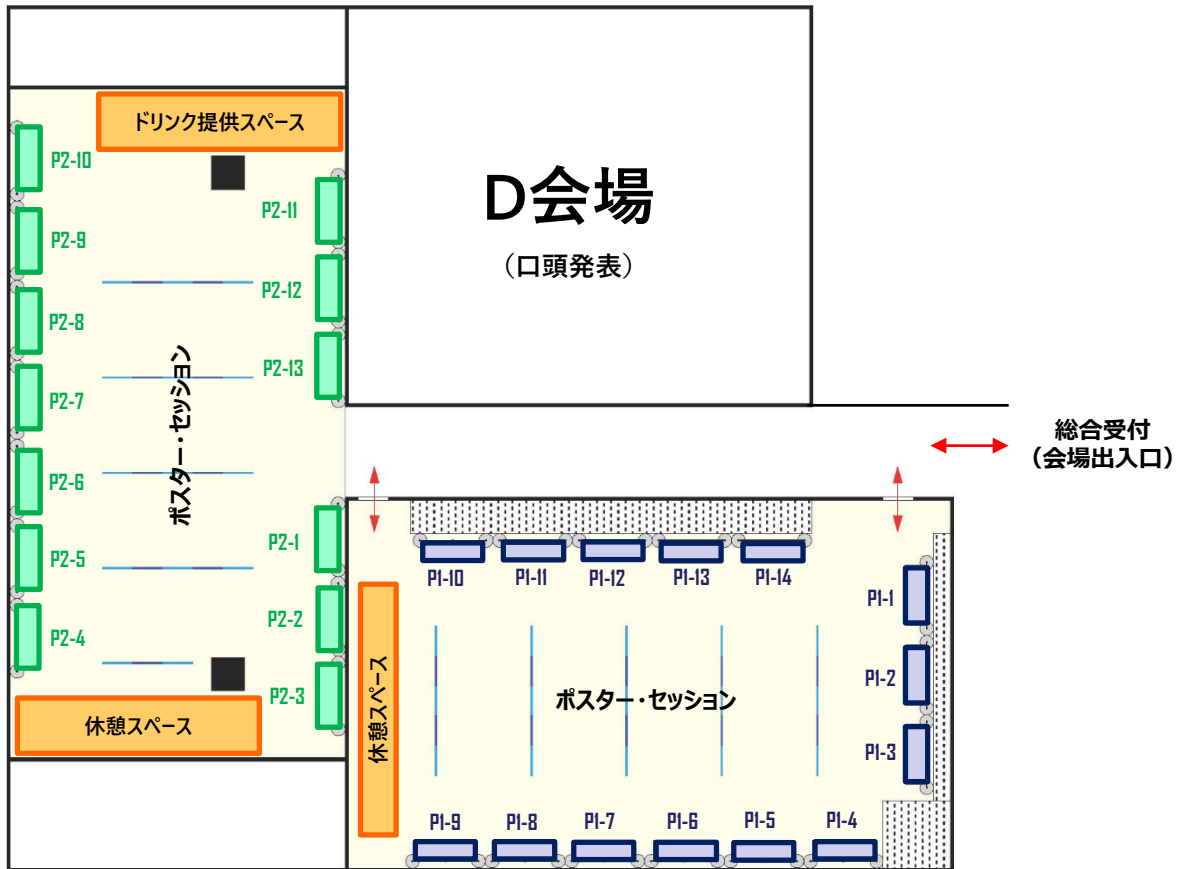 ドリンク提供スペース
P2-10
P2-9
P2-8
P2-7
P2-6
P2-5
P2-4
P2-11
P2-12
P2-13
P2-1
P2-2
P2-3
ポスター・セッション
休憩スペース
D会場
（口頭発表）
総合受付
（会場出入口）
P1-10
P1-11
P1-12
P1-13
P1-14
P1-1
P1-2
P1-3
休憩スペース
ポスター・セッション
P1-9
P1-8
P1-7
P1-6
P1-5
P1-4